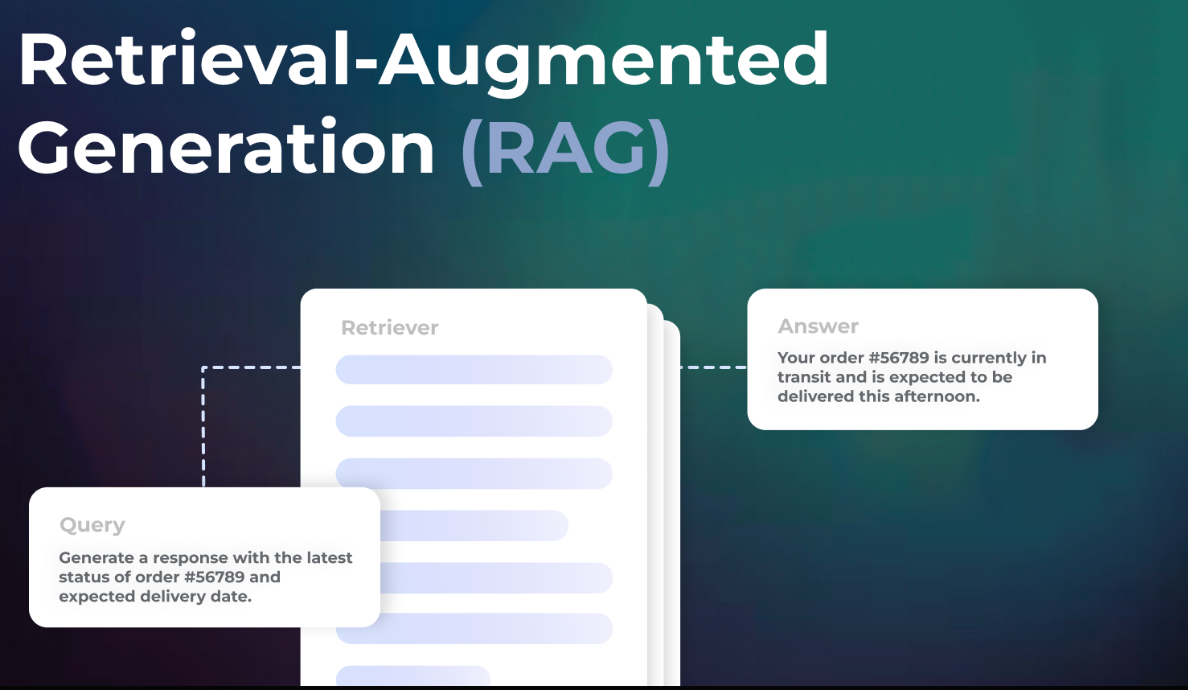 Retrieval-Augmented
Generation (RAG)
Retriever
Answer
Your order #56789 is currently in
transit and is expected to be
delivered this afternoon.
Query
Generate a response with the latest
status of order #56789 and
expected delivery date.